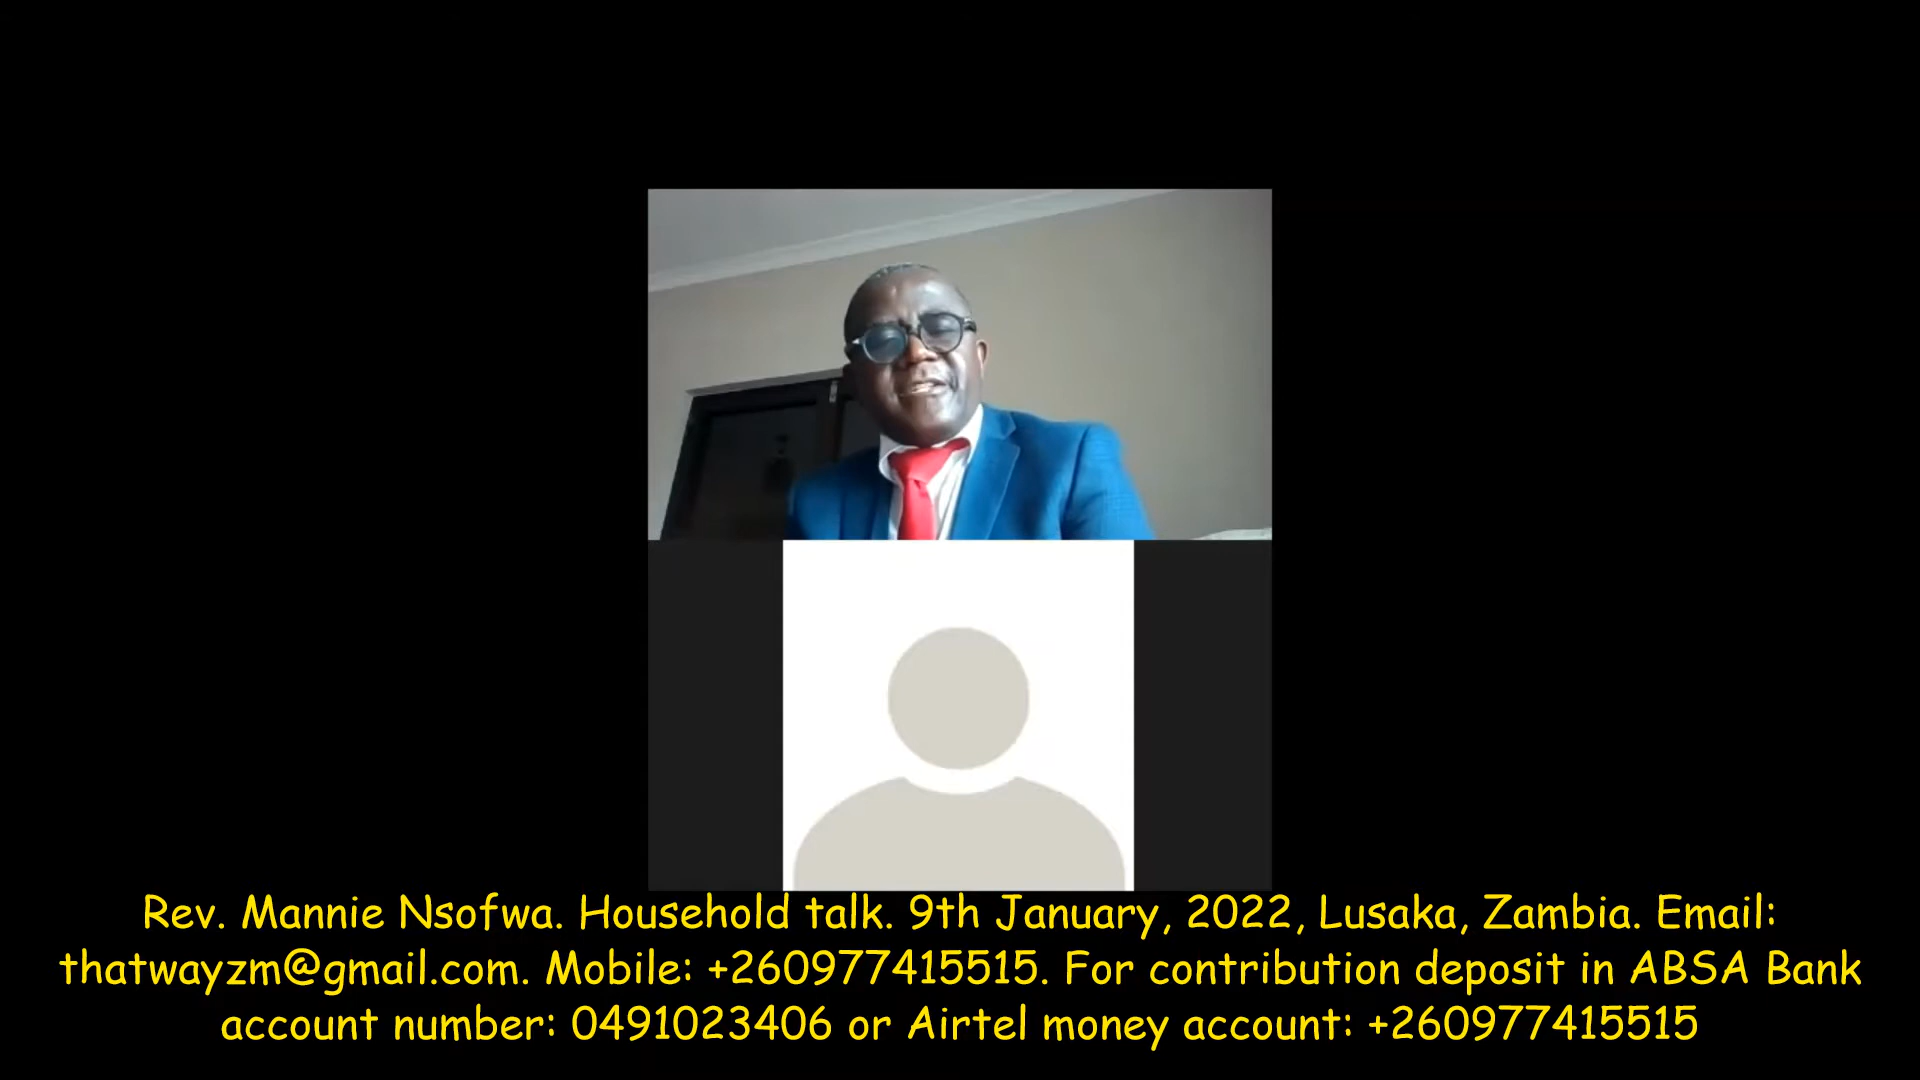 Rev. Mannie Nsofwa. Household talk. 9th January, 2022, Lusaka, Zambia. Email:
thatwayzm@gmail.com. Mobile: +260977415515. For contribution deposit in ABSA Bank
account number: 0491023406 or Airtel money account: +260977415515